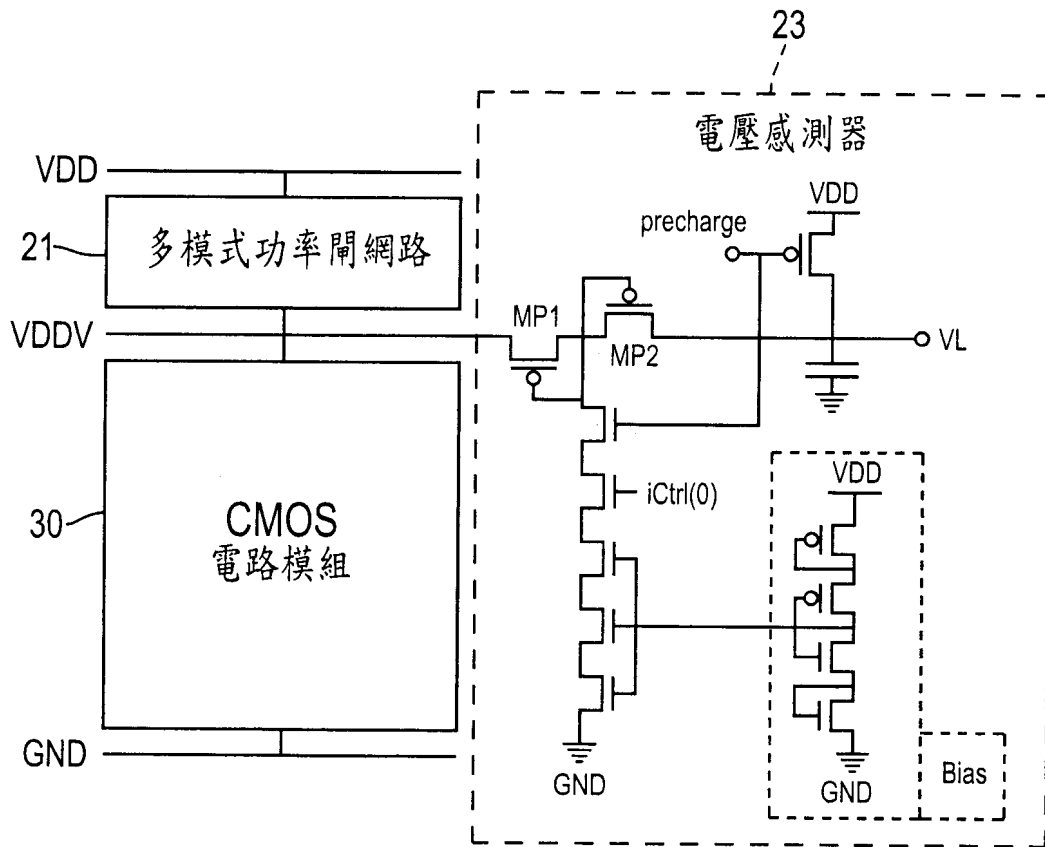 23
電壓感測器
VDD
21
多模式功率閘網路
VDDV
30
CMOS
電路模組
GND
precharge
VDD
MP1
MP2
VL
iCtrl(0)
VDD
GND
GND
Bias